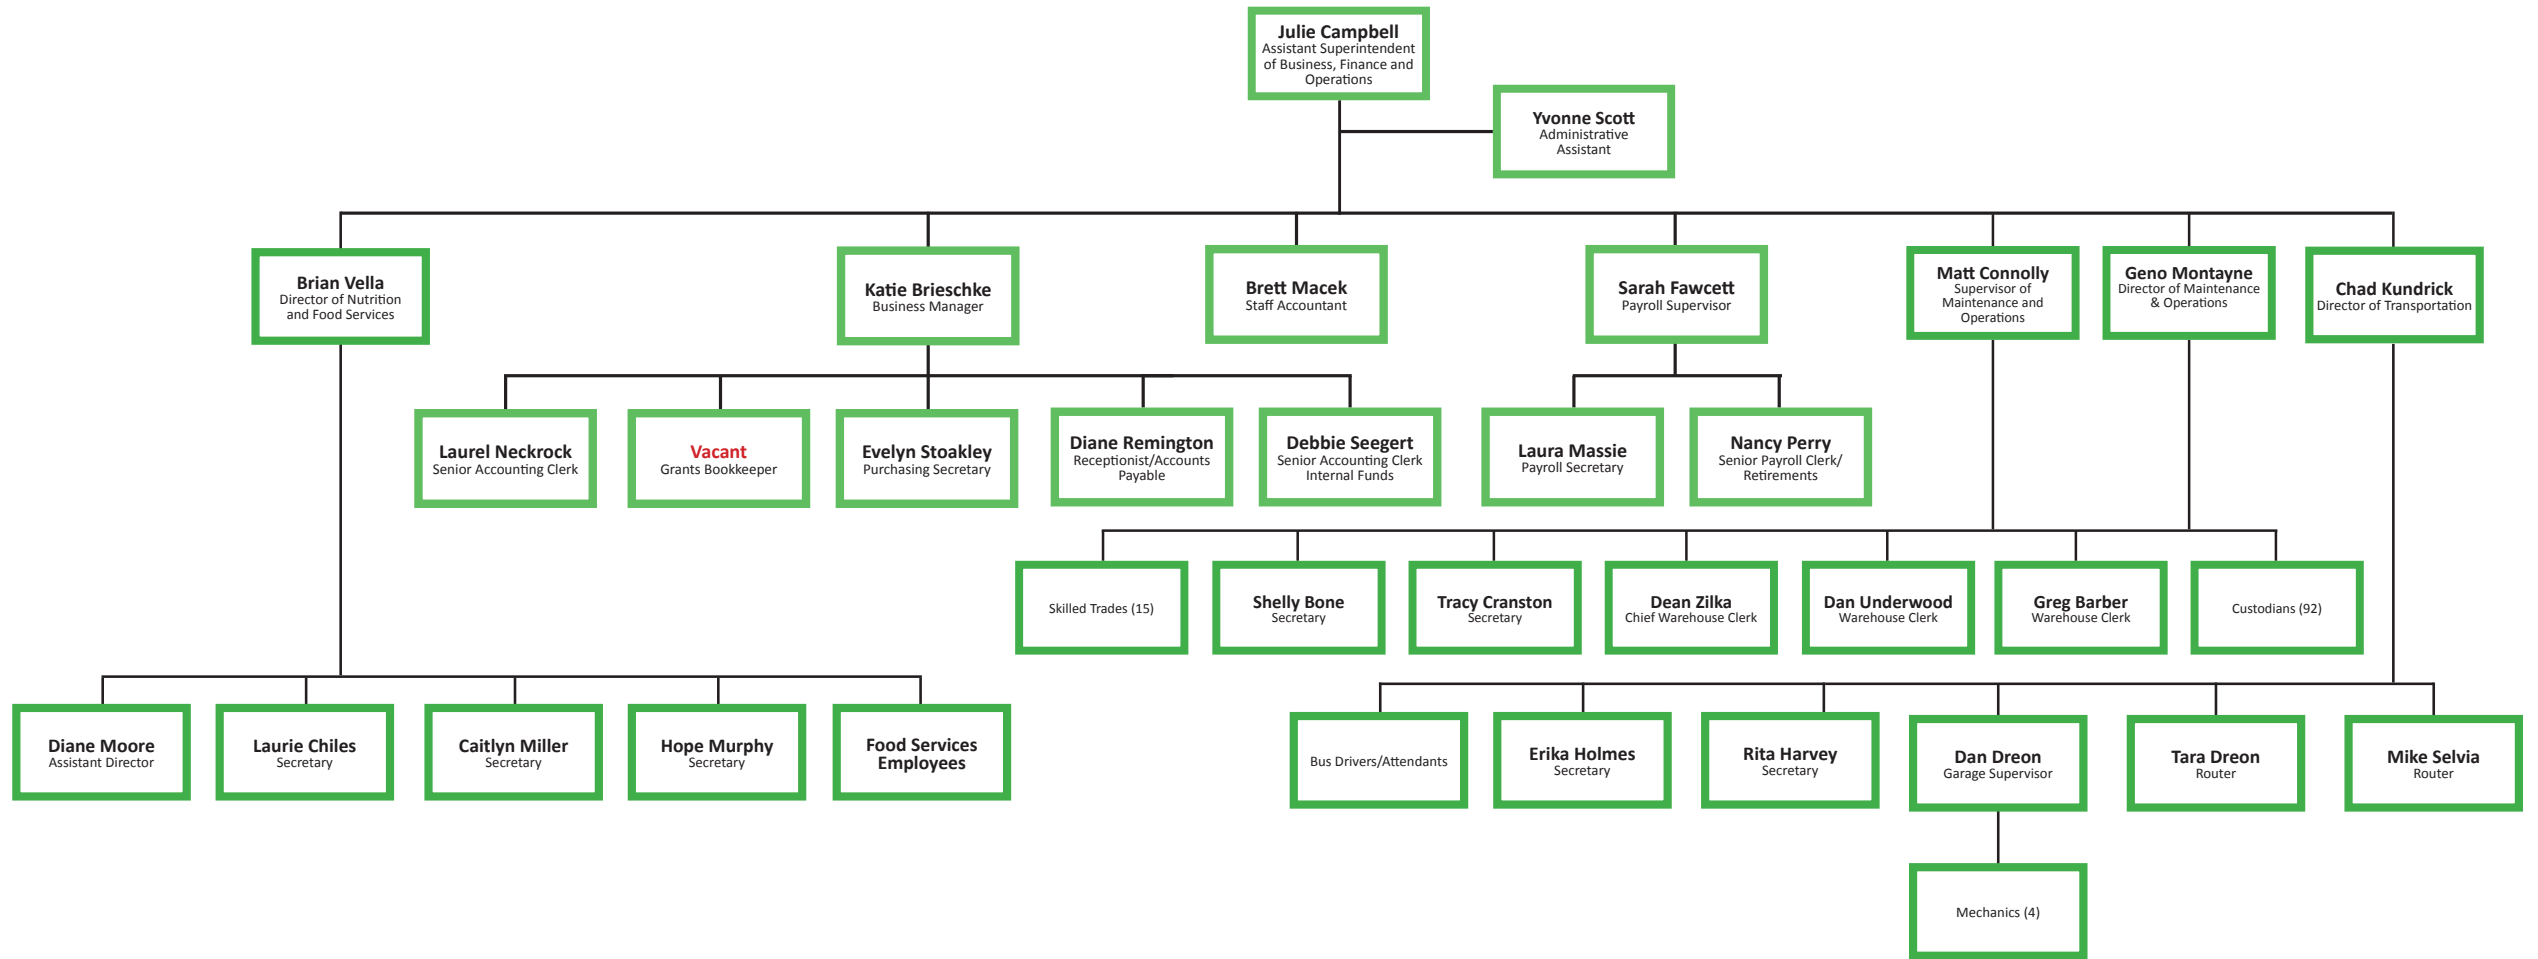 Julie Campbell
Assistant Superintendent
of Business, Finance and
Operations
Yvonne Scott
Administrative
Assistant
Brian Vella
Director of Nutrition
and Food Services
Katie Brieschke
Business Manager
Brett Macek
Staff Accountant
Sarah Fawcett
Payroll Supervisor
Matt Connolly
Supervisor of
Maintenance and
Operations
Geno Montayne
Director of Maintenance
& Operations
Chad Kundrick
Director of Transportation
Laurel Neckrock
Senior Accounting Clerk
Vacant
Grants Bookkeeper
Evelyn Stoakley
Purchasing Secretary
Diane Remington
Receptionist/Accounts
Payable
Debbie Seegert
Senior Accounting Clerk
Internal Funds
Laura Massie
Payroll Secretary
Nancy Perry
Senior Payroll Clerk/
Retirements
Skilled Trades (15)
Shelly Bone
Secretary
Tracy Cranston
Secretary
Dean Zilka
Chief Warehouse Clerk
Dan Underwood
Warehouse Clerk
Greg Barber
Warehouse Clerk
Custodians (92)
Diane Moore
Assistant Director
Laurie Chiles
Secretary
Caitlyn Miller
Secretary
Hope Murphy
Secretary
Food Services
Employees
Bus Drivers/Attendants
Erika Holmes
Secretary
Rita Harvey
Secretary
Dan Dreon
Garage Supervisor
Tara Dreon
Router
Mike Selvia
Router
Mechanics (4)